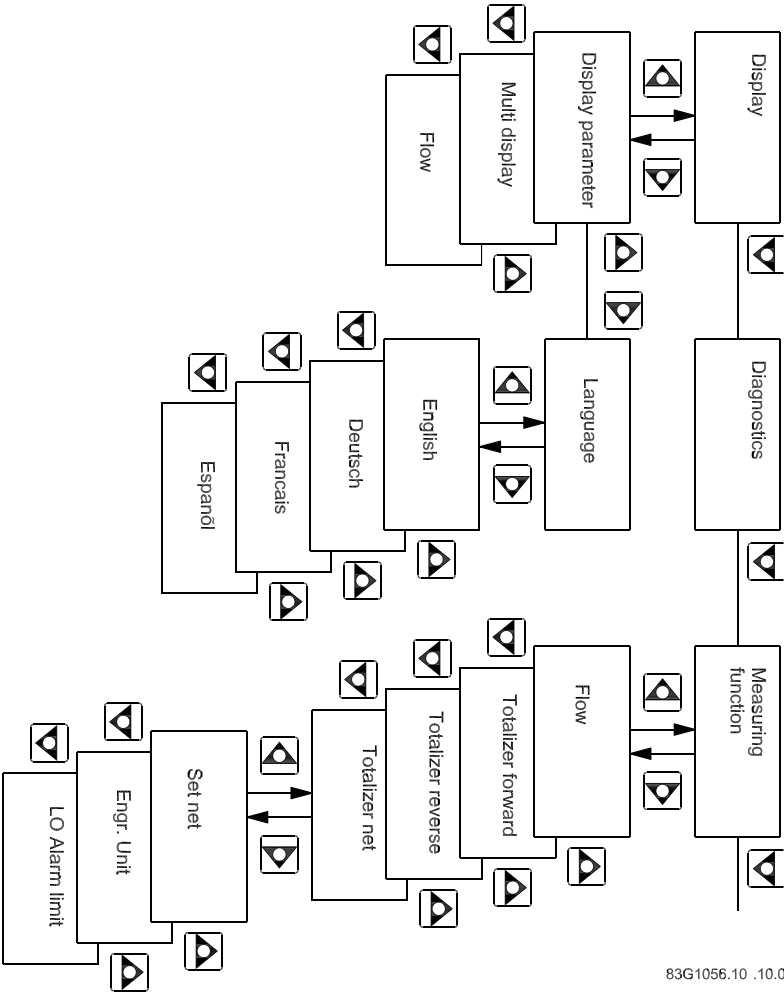 Display
Diagnostics
Measuring
function
Display parameter
Multi display
Flow
Language
English
Deutsch
Francais
Espanõl
Flow
Totalizer forward
Totalizer reverse
Totalizer net
Set net
Engr. Unit
LO Alarm limit
83G1056.10 .10.0